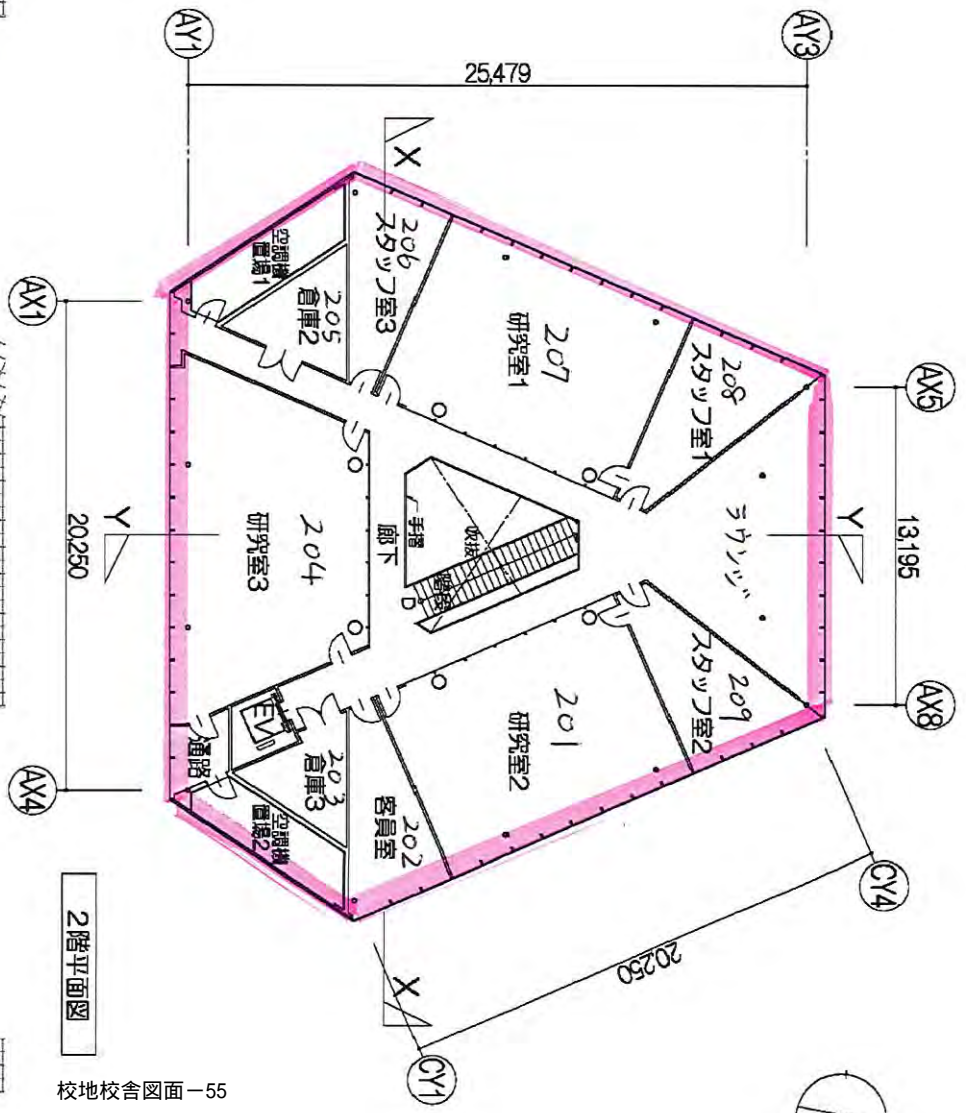 AY1
AY3
25,479
X
AX1
AX5
空調機
置場1
205
倉庫2
206
スタッフ室3
207
研究室1
208
スタッフ室1
ラウンジ
Y
13,195
20,250
Y
204
研究室3
廊下
手摺
吹抜
階段
D
EV
通路
空調機
置場2
203
倉庫3
202
客員室
201
研究室2
209
スタッフ室2
AX8
AX4
X
CY4
20,250
CY1
2階平面図
校地校舎図面－55